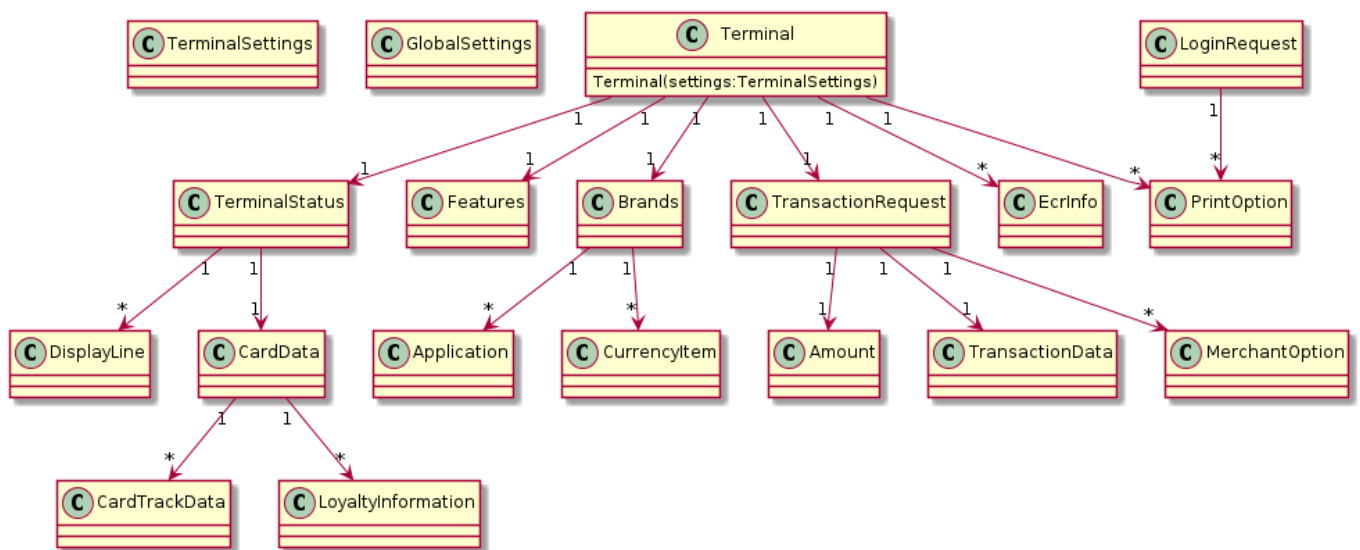 C TerminalSettings
C GlobalSettings
C Terminal
Terminal(settings:TerminalSettings)
C LoginRequest
1 1 1 1 1 1 1
1 1 1 1 * * *
C TerminalStatus
C Features
C Brands
C TransactionRequest
C EcrInfo
C PrintOption
1 1 1 1 1 1 1
* 1 * * 1 1 *
C DisplayLine
C CardData
C Application
C CurrencyItem
C Amount
C TransactionData
C MerchantOption
1 1
* *
C CardTrackData
C LoyaltyInformation